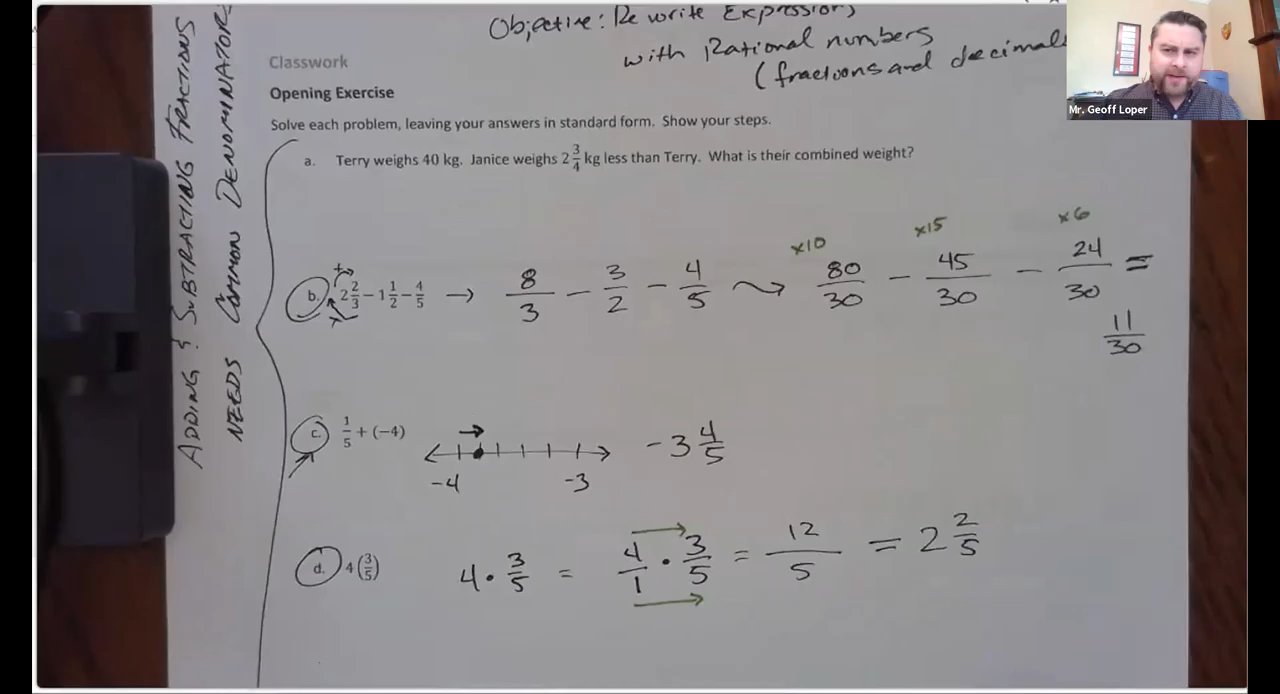 Objective: Rewrite Expressions
with Rational numbers
(fractions and decimals
Mr. Geoff Loper
ADDING & SUBTRACTING FRACTIONS
NEEDS COMMON DENOMINATORS
Classwork
Opening Exercise
Solve each problem, leaving your answers in standard form. Show your steps.
a. Terry weighs 40 kg. Janice weighs 2 3/4 kg less than Terry. What is their combined weight?
×10 ×15 ×6
b. 2 2/3 − 1 1/2 − 4/5 → 8/3 − 3/2 − 4/5 ⇝ 80/30 − 45/30 − 24/30 =
+
x
11/30
c. 1/5 + (−4) −3 4/5
-4 -3
d. 4(3/5) 4 · 3/5 = 4/1 · 3/5 = 12/5 = 2 2/5